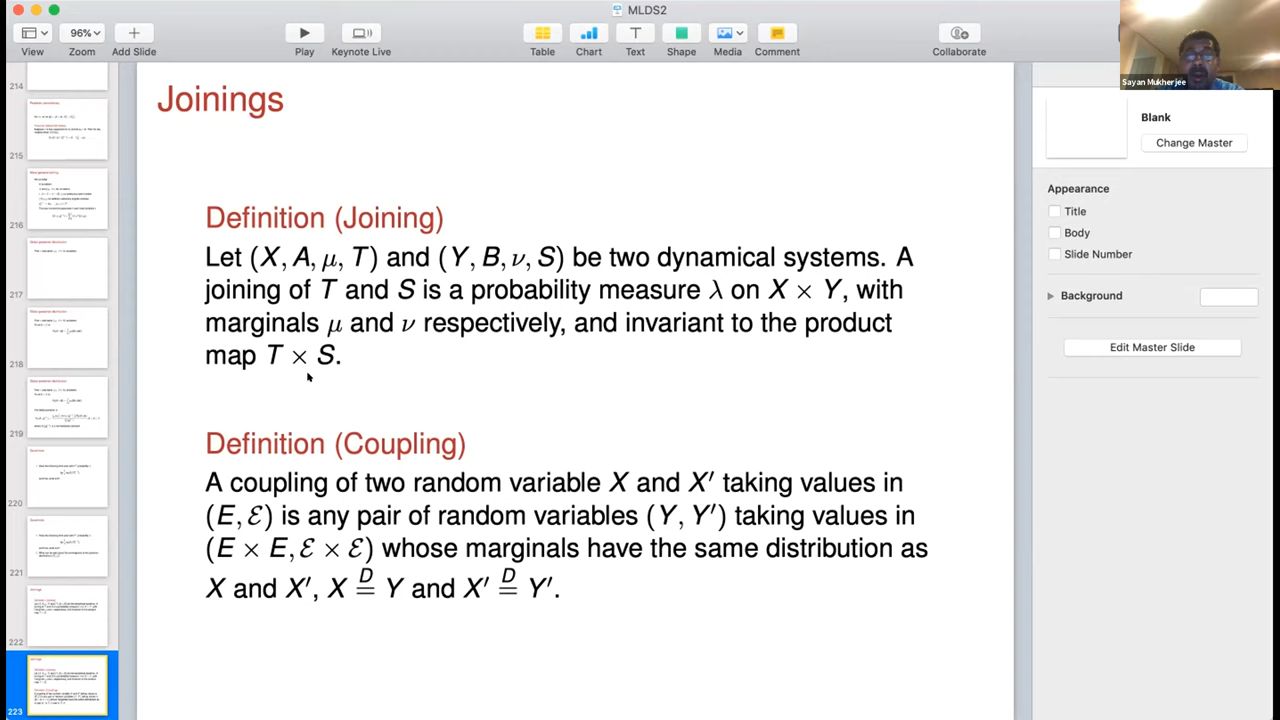 MLDS2
96%
View
Zoom
Add Slide
Play
Keynote Live
Table
Chart
Text
Shape
Media
Comment
Collaborate
Sayan Mukherjee
214
215
216
217
218
219
220
221
222
223
Joinings
Definition (Joining)
Let (X, A, μ, T) and (Y, B, ν, S) be two dynamical systems. A
joining of T and S is a probability measure λ on X × Y, with
marginals μ and ν respectively, and invariant to the product
map T × S.
Definition (Coupling)
A coupling of two random variable X and X′ taking values in
(E, ℰ) is any pair of random variables (Y, Y′) taking values in
(E × E, ℰ × ℰ) whose marginals have the same distribution as
X and X′, X D= Y and X′ D= Y′.
Blank
Change Master
Appearance
Title
Body
Slide Number
Background
Edit Master Slide